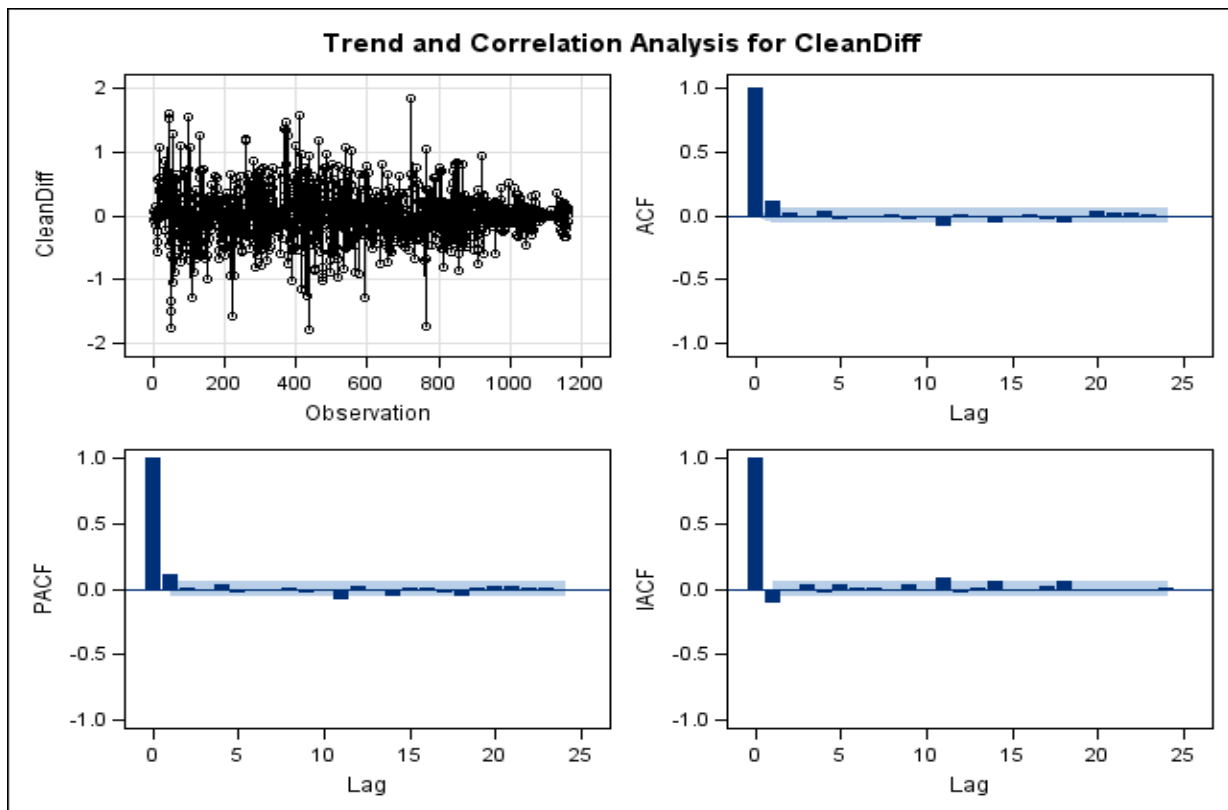 Trend and Correlation Analysis for CleanDiff
2
1
0
-1
-2
CleanDiff
0 200 400 600 800 1000 1200
Observation
1.0
0.5
0.0
-0.5
-1.0
ACF
0 5 10 15 20 25
Lag
1.0
0.5
0.0
-0.5
-1.0
PACF
0 5 10 15 20 25
Lag
1.0
0.5
0.0
-0.5
-1.0
IACF
0 5 10 15 20 25
Lag